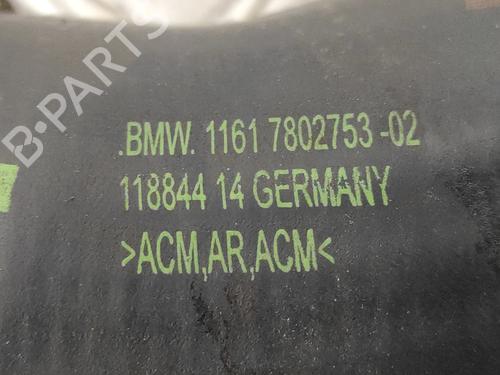 .BMW. 1161 7802753 -02
118844 14 GERMANY
>ACM,AR,ACM<
B-PARTS